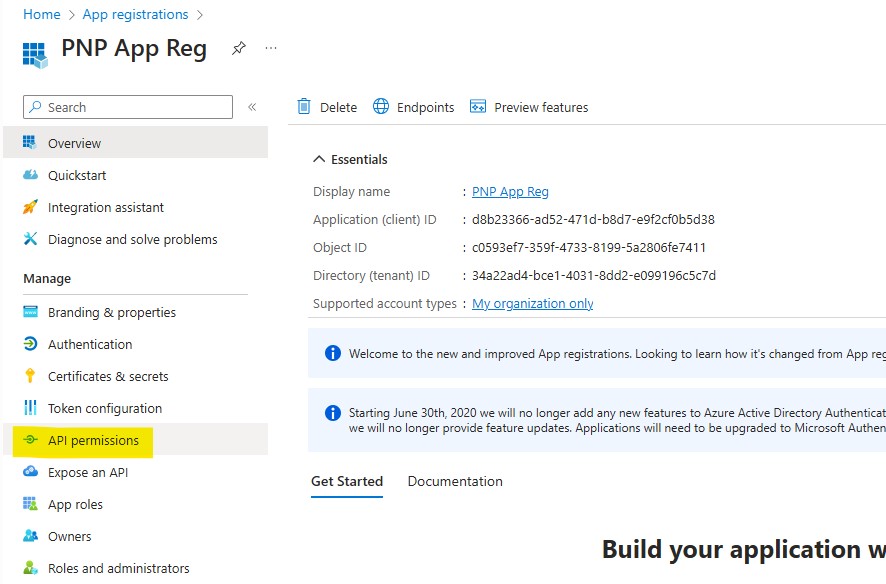 Home > App registrations >
PNP App Reg
Search
Overview
Quickstart
Integration assistant
Diagnose and solve problems
Manage
Branding & properties
Authentication
Certificates & secrets
Token configuration
API permissions
Expose an API
App roles
Owners
Roles and administrators
Delete Endpoints Preview features
Essentials
Display name : PNP App Reg
Application (client) ID : d8b23366-ad52-471d-b8d7-e9f2cf0b5d38
Object ID : c0593ef7-359f-4733-8199-5a2806fe7411
Directory (tenant) ID : 34a22ad4-bce1-4031-8dd2-e099196c5c7d
Supported account types : My organization only
Welcome to the new and improved App registrations. Looking to learn how it's changed from App reg
Starting June 30th, 2020 we will no longer add any new features to Azure Active Directory Authenticat
we will no longer provide feature updates. Applications will need to be upgraded to Microsoft Authen
Get Started Documentation
Build your application w